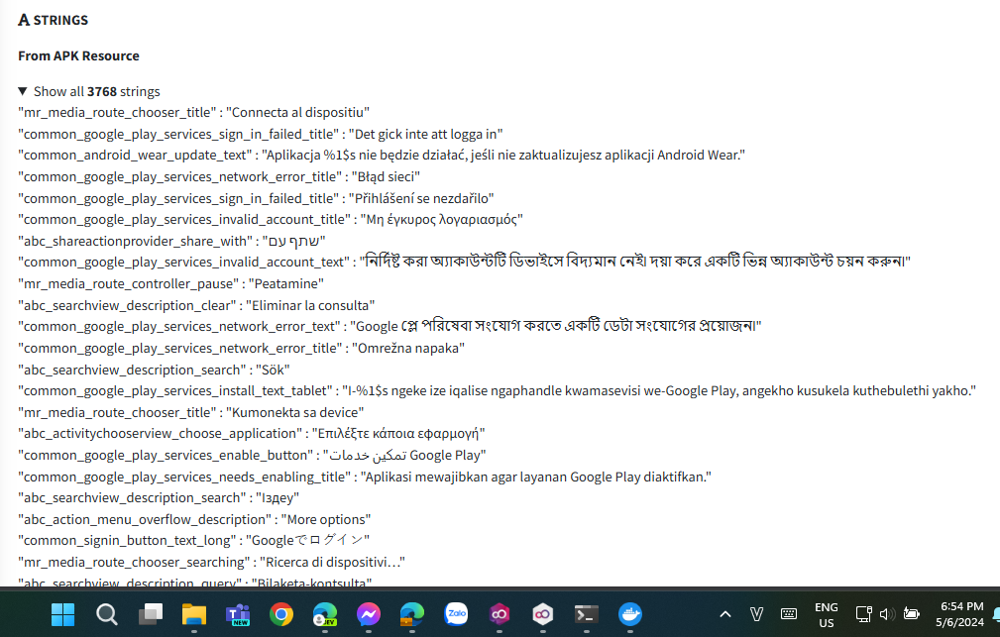 A STRINGS
From APK Resource
▼ Show all 3768 strings
"mr_media_route_chooser_title" : "Connecta al dispositiu"
"common_google_play_services_sign_in_failed_title" : "Det gick inte att logga in"
"common_android_wear_update_text" : "Aplikacja %1$s nie będzie działać, jeśli nie zaktualizujesz aplikacji Android Wear."
"common_google_play_services_network_error_title" : "Błąd sieci"
"common_google_play_services_sign_in_failed_title" : "Přihlášení se nezdařilo"
"common_google_play_services_invalid_account_title" : "Μη έγκυρος λογαριασμός"
"abc_shareactionprovider_share_with" : "שתף עם"
"common_google_play_services_invalid_account_text" : "নির্দিষ্ট করা অ্যাকাউন্টটি ডিভাইসে বিদ্যমান নেই৷ দয়া করে একটি ভিন্ন অ্যাকাউন্ট চয়ন করুন৷"
"mr_media_route_controller_pause" : "Peatamine"
"abc_searchview_description_clear" : "Eliminar la consulta"
"common_google_play_services_network_error_text" : "Google প্লে পরিষেবা সংযোগ করতে একটি ডেটা সংযোগের প্রয়োজন৷"
"common_google_play_services_network_error_title" : "Omrežna napaka"
"abc_searchview_description_search" : "Sök"
"common_google_play_services_install_text_tablet" : "I-%1$s ngeke ize iqalise ngaphandle kwamasevisi we-Google Play, angekho kusukela kuthebulethi yakho."
"mr_media_route_chooser_title" : "Kumonekta sa device"
"abc_activitychooserview_choose_application" : "Επιλέξτε κάποια εφαρμογή"
"common_google_play_services_enable_button" : "تمكين خدمات Google Play"
"common_google_play_services_needs_enabling_title" : "Aplikasi mewajibkan agar layanan Google Play diaktifkan."
"abc_searchview_description_search" : "Іздеу"
"abc_action_menu_overflow_description" : "More options"
"common_signin_button_text_long" : "Googleでログイン"
"mr_media_route_chooser_searching" : "Ricerca di dispositivi…"
"abc_searchview_description_query" : "Bilaketa-kontsulta"
NEW
DEV
Zalo
ENG
US
6:54 PM
5/6/2024